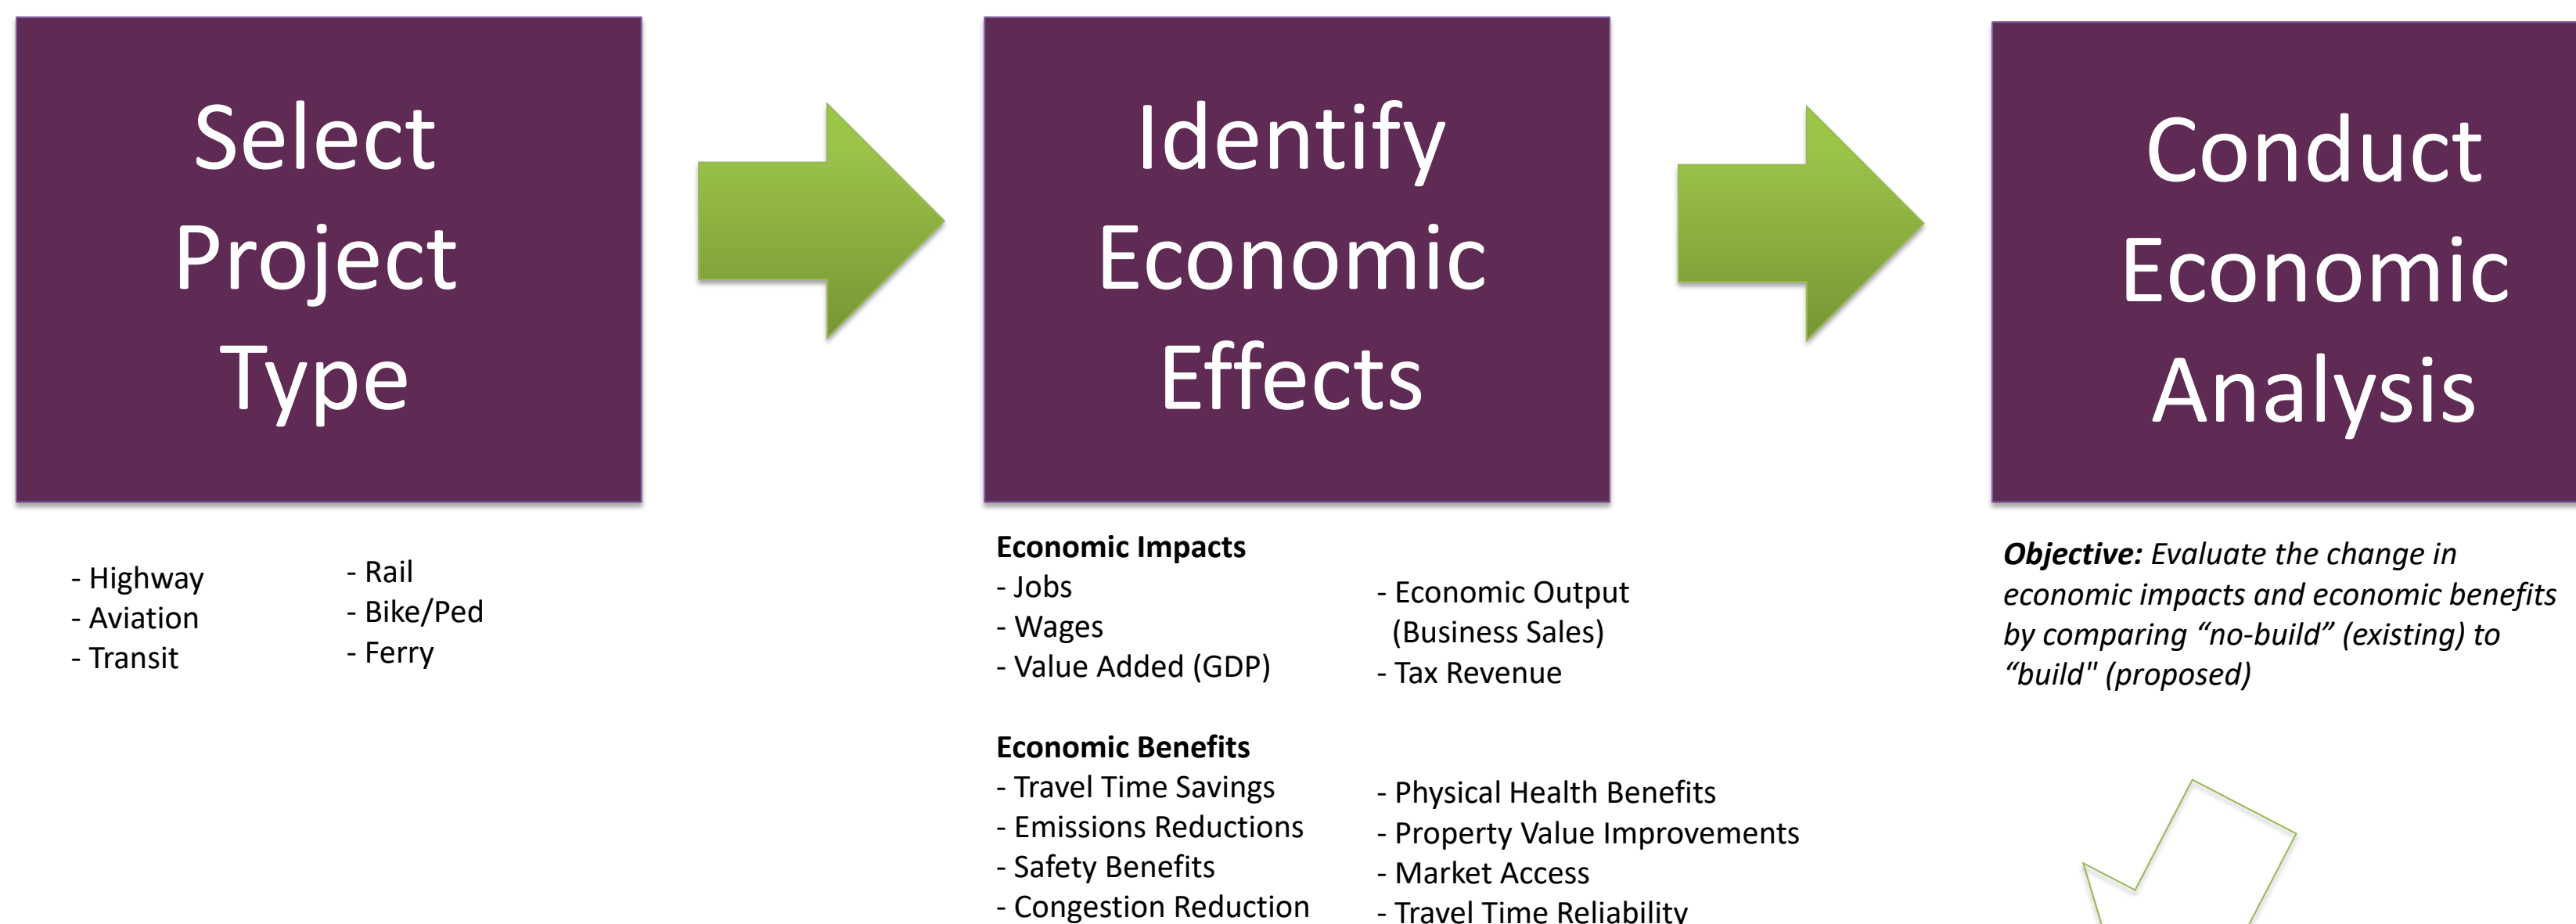 Select
Project
Type
Identify
Economic
Effects
Conduct
Economic
Analysis
- Highway
- Aviation
- Transit
- Rail
- Bike/Ped
- Ferry
Economic Impacts
- Jobs
- Wages
- Value Added (GDP)
- Economic Output
(Business Sales)
- Tax Revenue
Economic Benefits
- Travel Time Savings
- Emissions Reductions
- Safety Benefits
- Congestion Reduction
- Physical Health Benefits
- Property Value Improvements
- Market Access
- Travel Time Reliability
Objective: Evaluate the change in
economic impacts and economic benefits
by comparing “no-build” (existing) to
“build" (proposed)